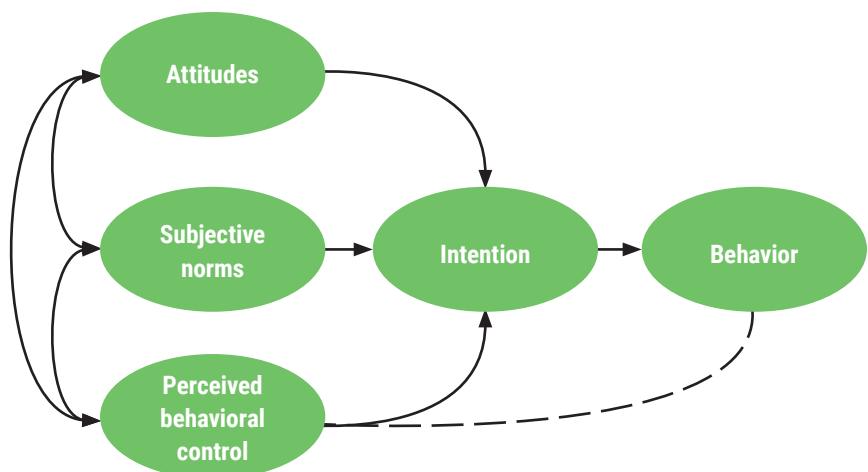 Attitudes
Subjective
norms
Intention
Behavior
Perceived
behavioral
control